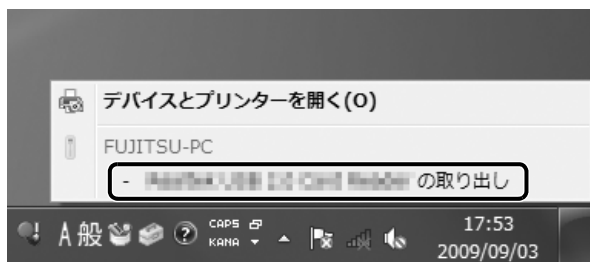 デバイスとプリンターを開く(O)
FUJITSU-PC
- の取り出し
A 般 CAPS KANA 17:53
2009/09/03